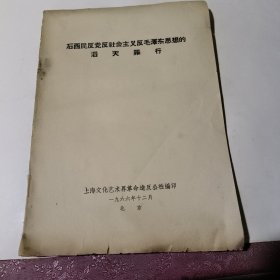 石西民反党反社会主义反毛泽东思想的
滔天罪行
上海文化艺术界革命造反总部编印
一九六六年十二月
北京